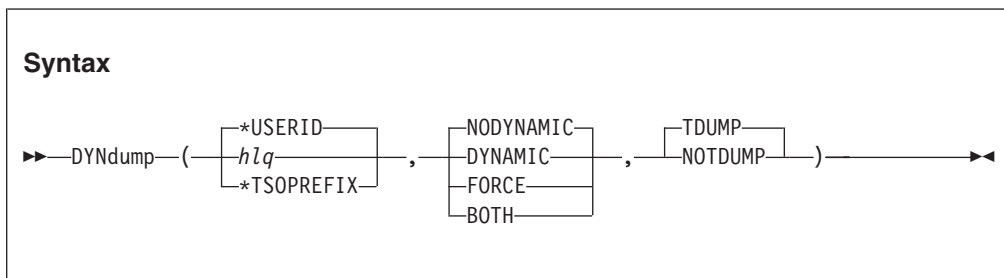 Syntax
*USERID NODYNAMIC TDUMP
DYNdump ( hlq , DYNAMIC , NOTDUMP )
*TSOPREFIX FORCE
BOTH